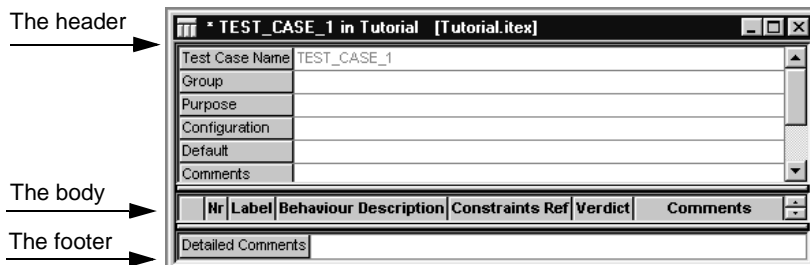 The header
* TEST_CASE_1 in Tutorial [Tutorial.itex]
Test Case Name TEST_CASE_1
Group
Purpose
Configuration
Default
Comments
The body
Nr Label Behaviour Description Constraints Ref Verdict Comments
The footer
Detailed Comments